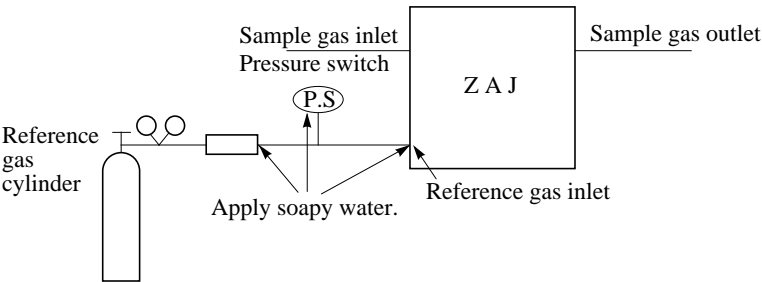 Sample gas inlet
Sample gas outlet
Pressure switch
Z A J
P.S
Reference
gas
cylinder
Reference gas inlet
Apply soapy water.